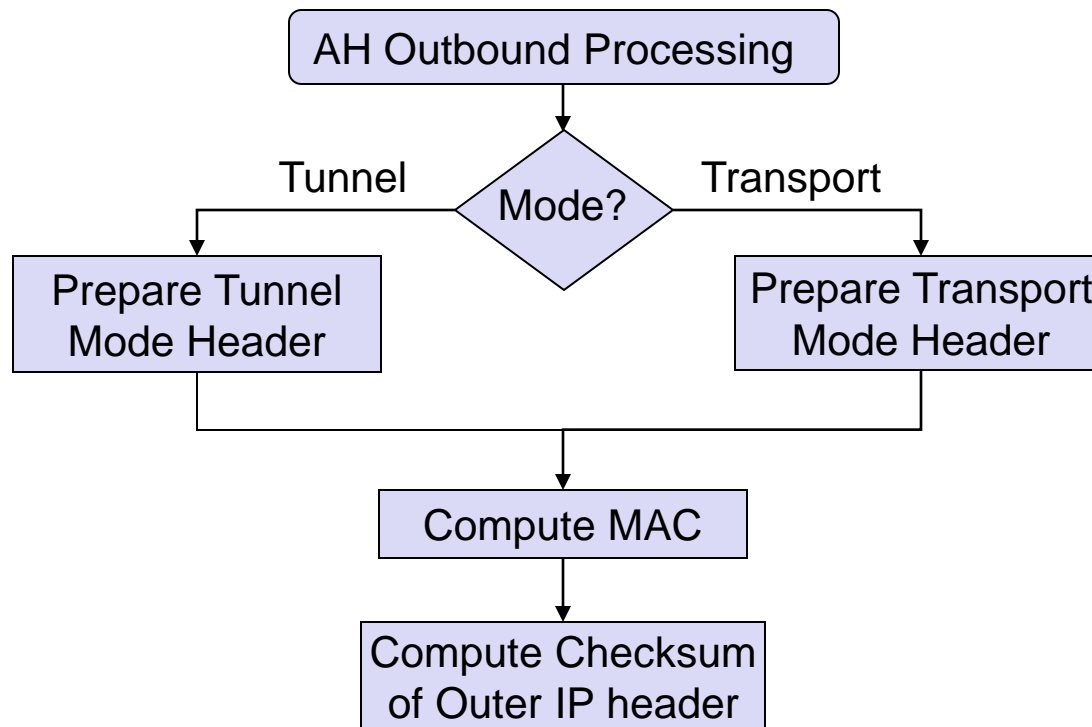 AH Outbound Processing
Tunnel
Mode?
Transport
Prepare Tunnel
Mode Header
Prepare Transport
Mode Header
Compute MAC
Compute Checksum
of Outer IP header